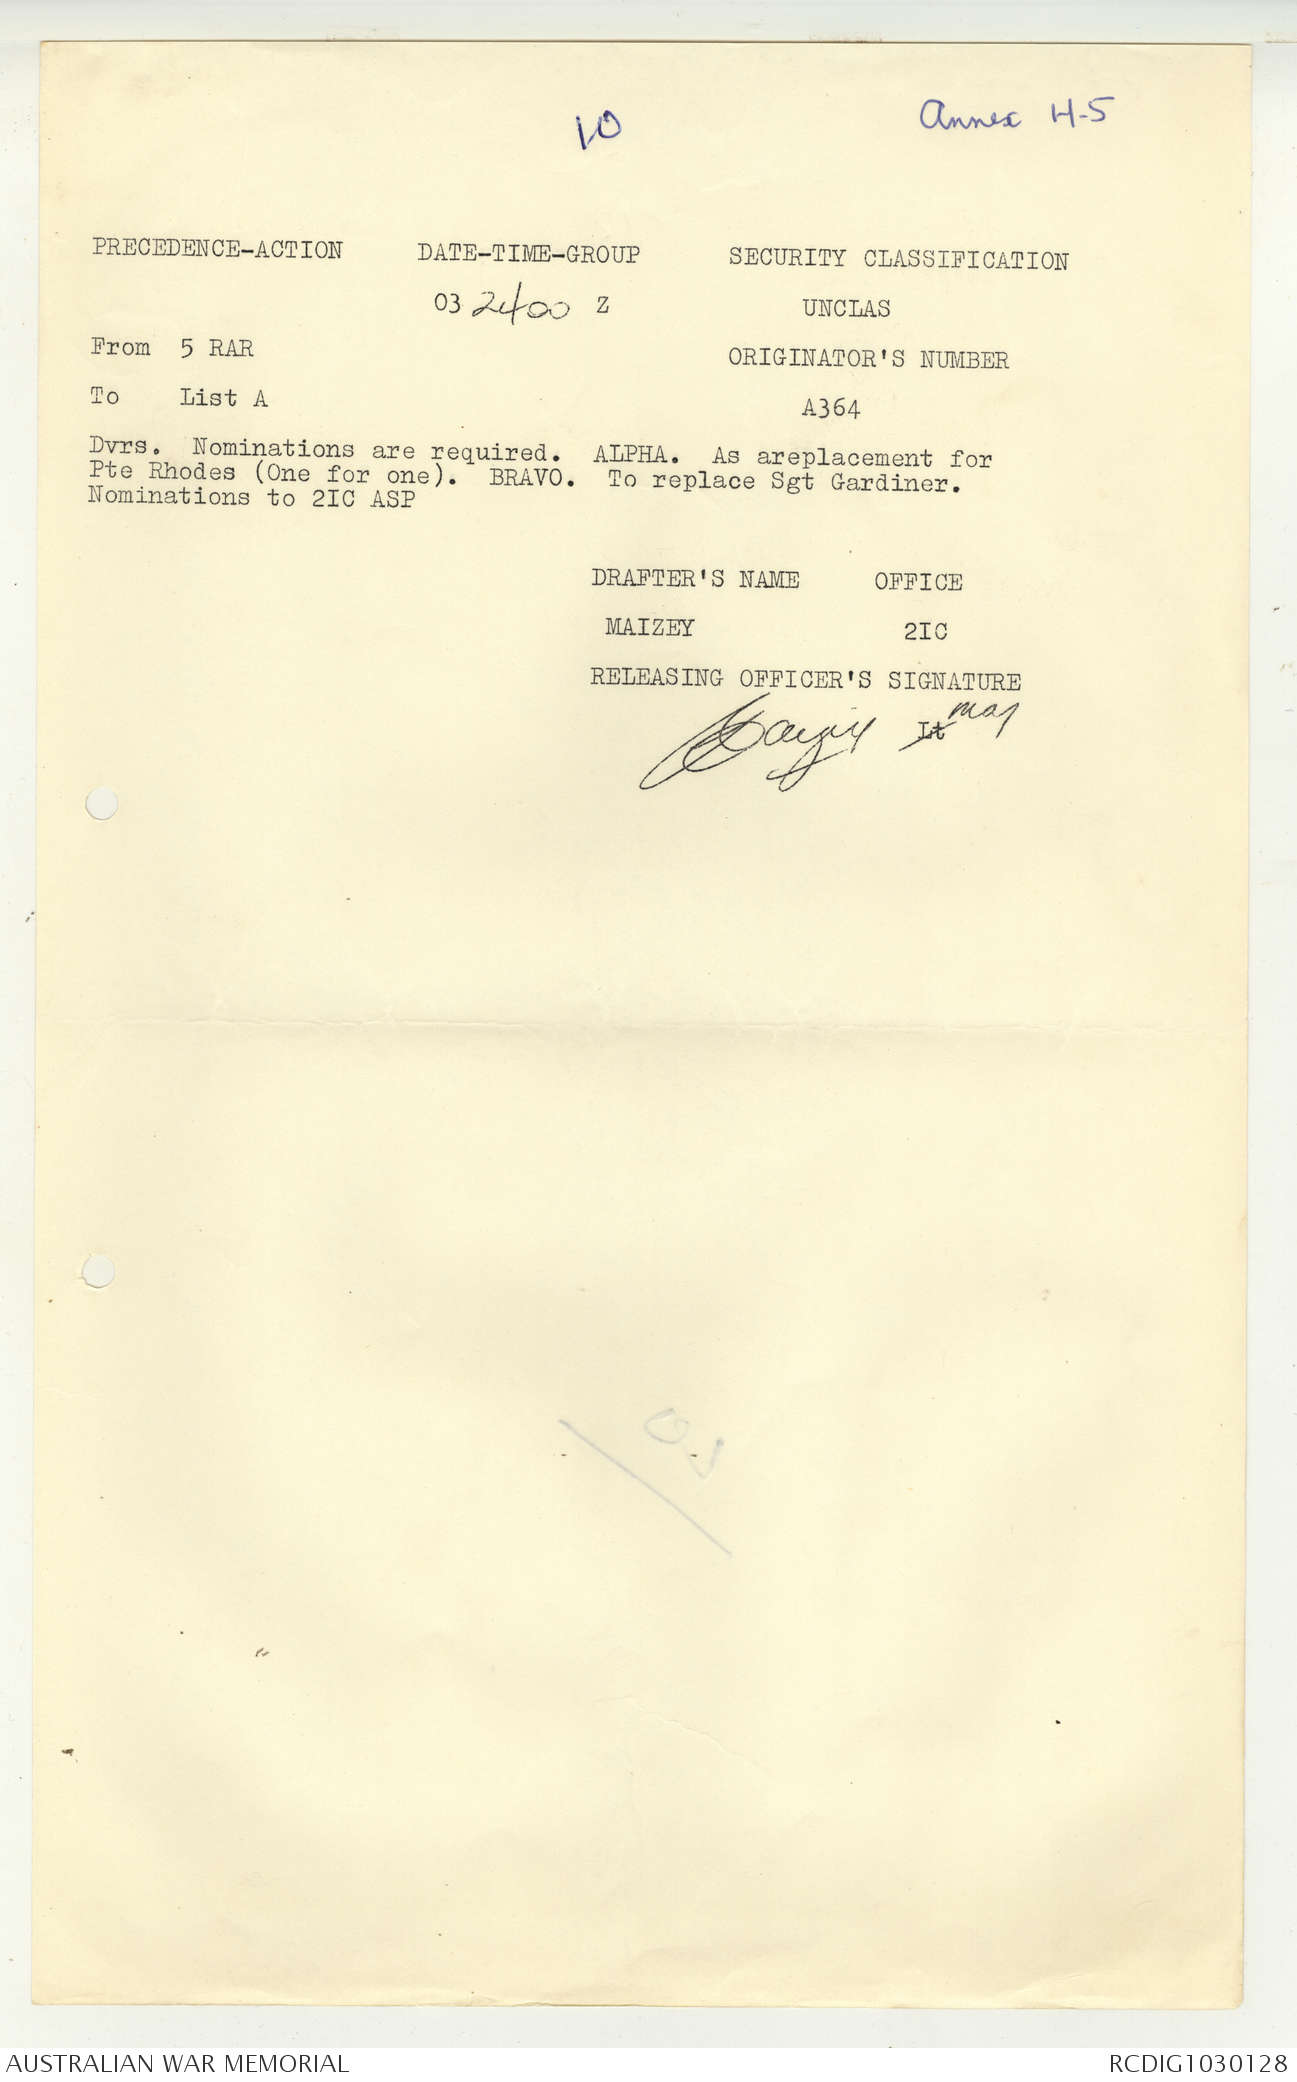 10
Annex H-5
PRECEDENCE-ACTION DATE-TIME-GROUP SECURITY CLASSIFICATION
03 2400 Z UNCLAS
From 5 RAR
ORIGINATOR'S NUMBER
To List A
A364
Dvrs. Nominations are required. ALPHA. As areplacement for
Pte Rhodes (One for one). BRAVO. To replace Sgt Gardiner.
Nominations to 2IC ASP
DRAFTER'S NAME OFFICE
MAIZEY 2IC
RELEASING OFFICER'S SIGNATURE
Lt Maj
AUSTRALIAN WAR MEMORIAL RCDIG1030128